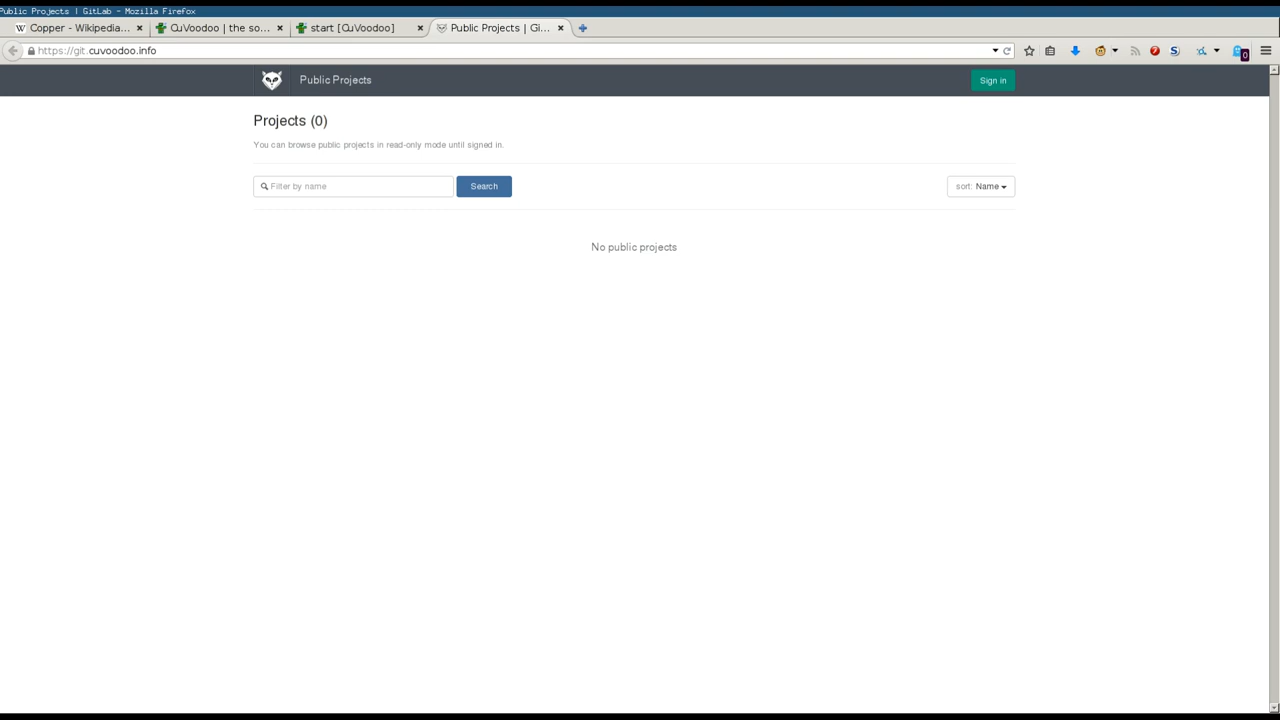 Public Projects | GitLab - Mozilla Firefox
Copper - Wikipedia...
CuVoodoo | the so...
start [CuVoodoo]
Public Projects | Gi...
https://git.cuvoodoo.info
Public Projects
Sign in
Projects (0)
You can browse public projects in read-only mode until signed in.
Filter by name
Search
sort: Name
No public projects
0